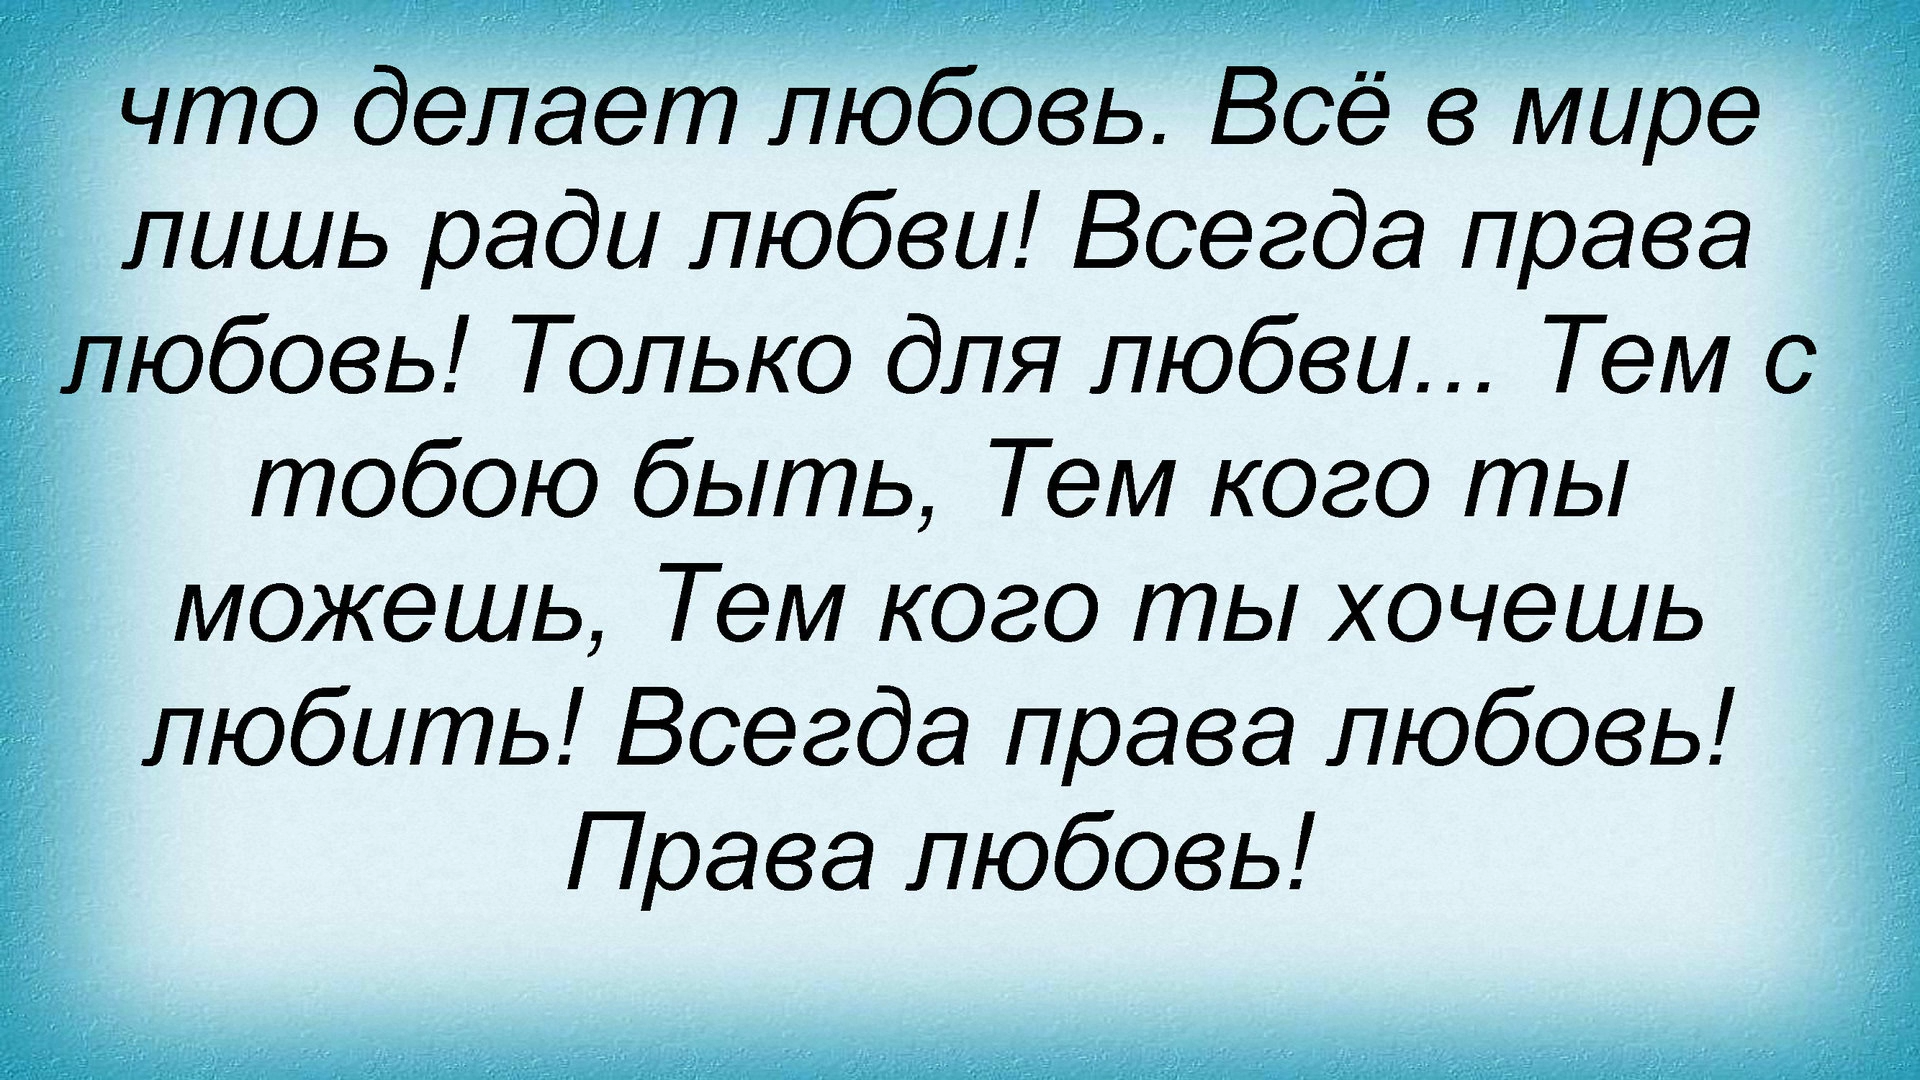 что делает любовь. Всё в мире
лишь ради любви! Всегда права
любовь! Только для любви... Тем с
тобою быть, Тем кого ты
можешь, Тем кого ты хочешь
любить! Всегда права любовь!
Права любовь!